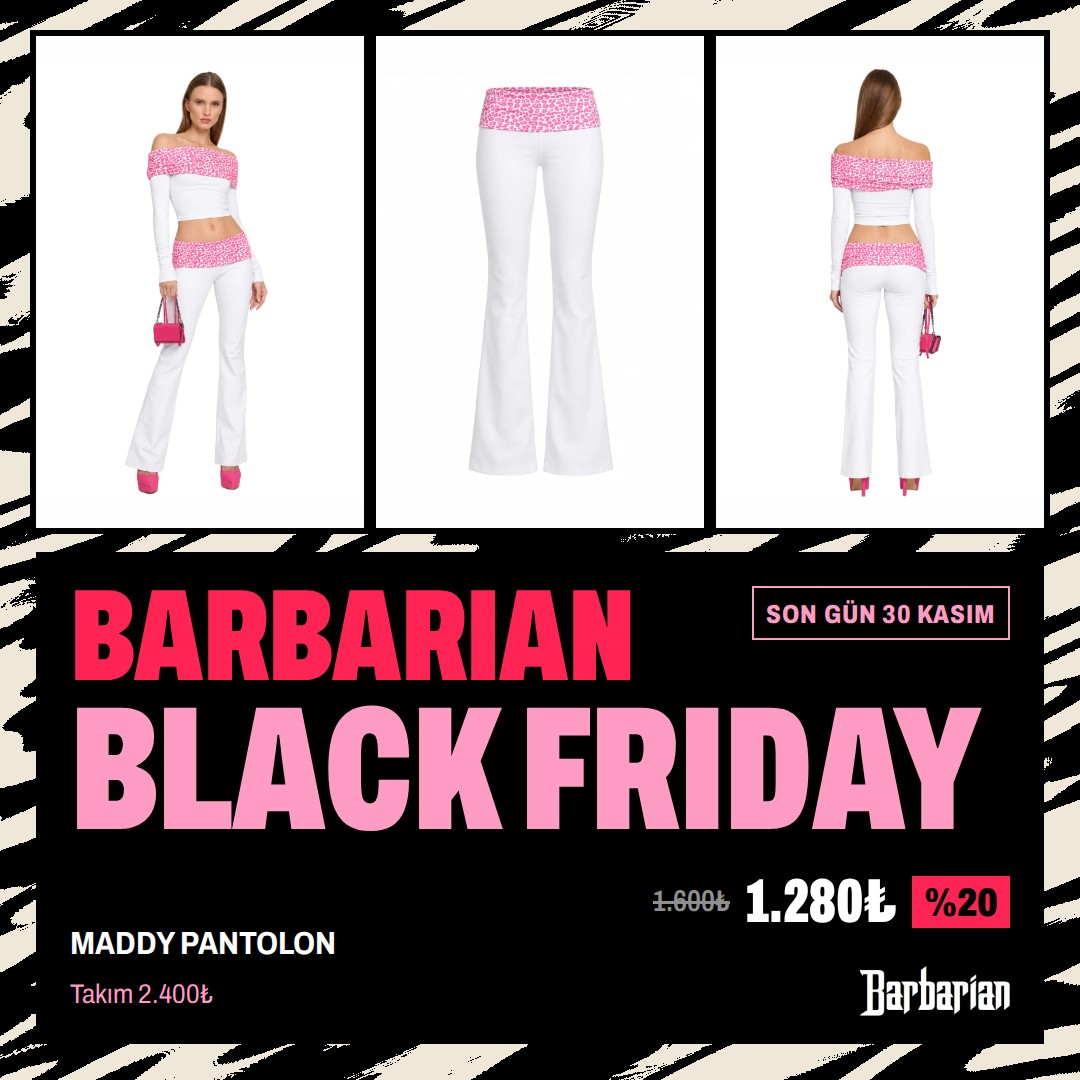 BARBARIAN
SON GÜN 30 KASIM
BLACK FRIDAY
1.600₺ 1.280₺ %20
MADDY PANTOLON
Takım 2.400₺
Barbarian